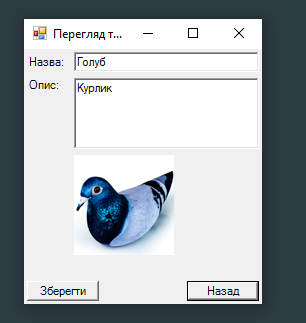 Перегляд т...
Назва: Голуб
Опис: Курлик
Зберегти Назад